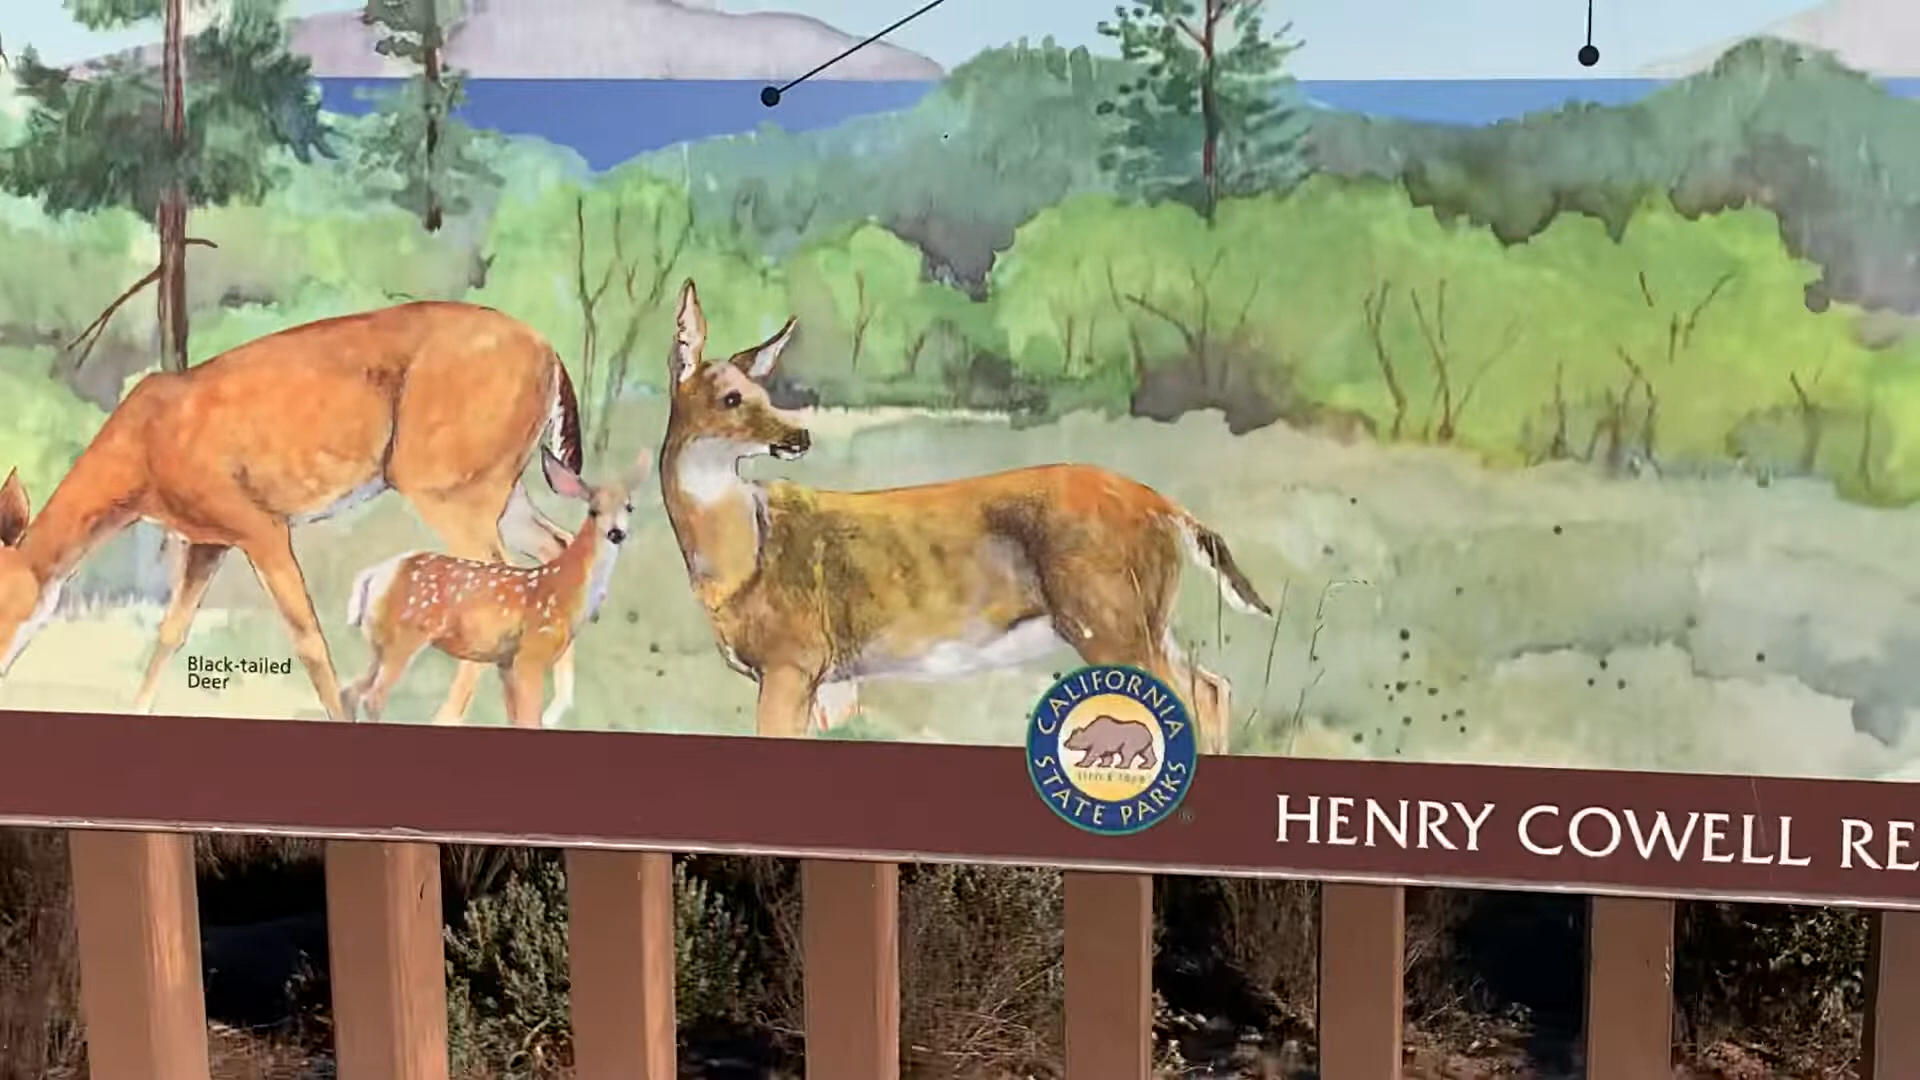 Black-tailed
Deer
CALIFORNIA
STATE PARKS
HENRY COWELL RE